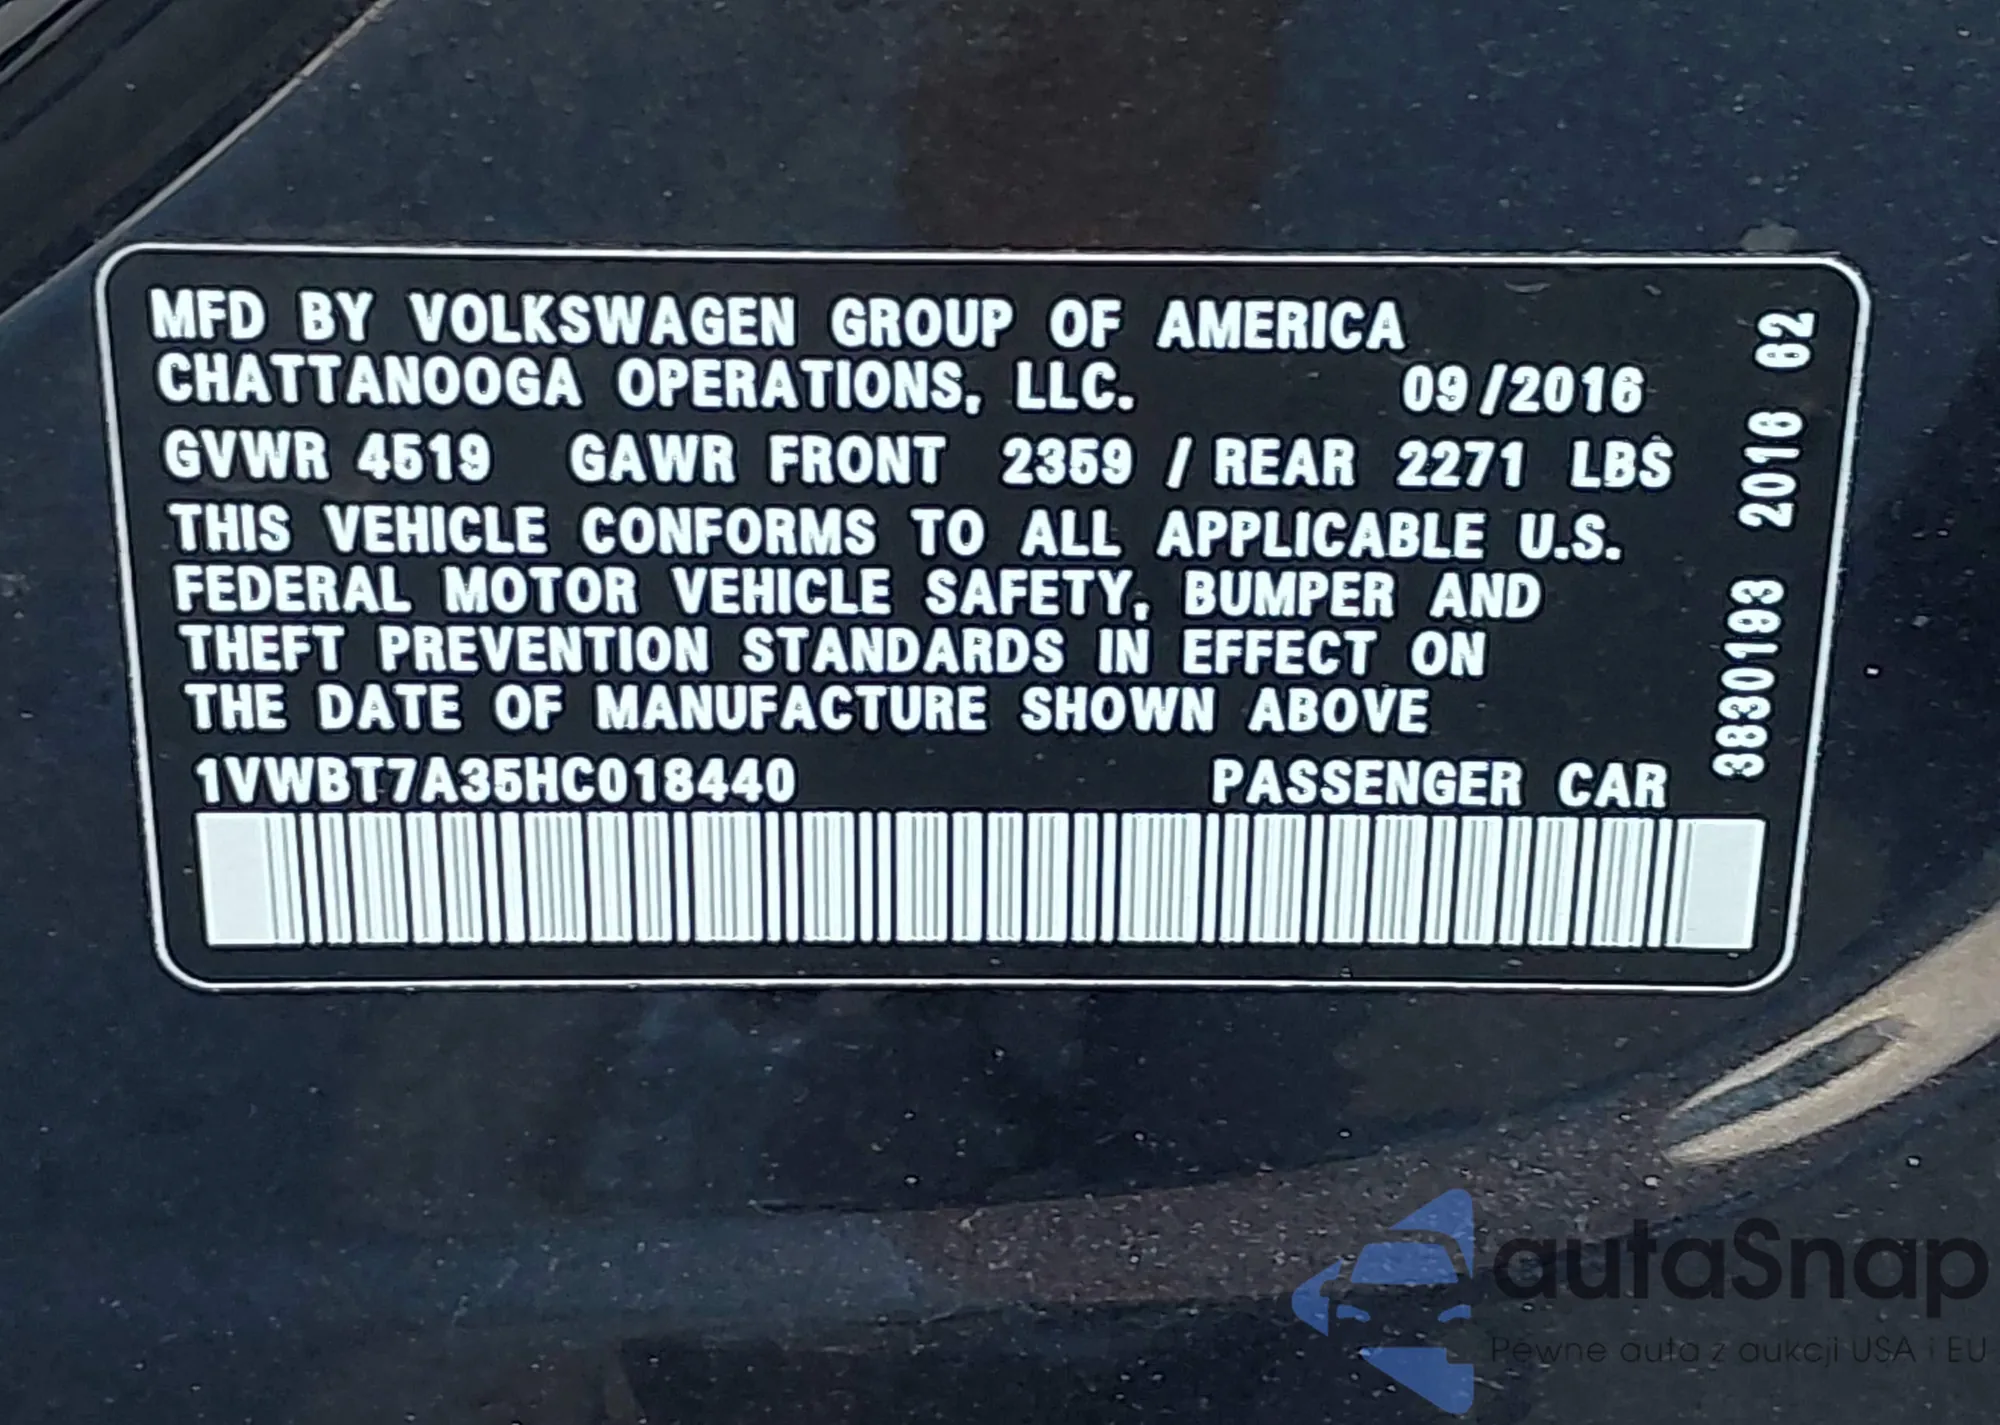 MFD BY VOLKSWAGEN GROUP OF AMERICA
CHATTANOOGA OPERATIONS, LLC. 09/2016
GVWR 4519 GAWR FRONT 2359 / REAR 2271 LBS
THIS VEHICLE CONFORMS TO ALL APPLICABLE U.S.
FEDERAL MOTOR VEHICLE SAFETY, BUMPER AND
THEFT PREVENTION STANDARDS IN EFFECT ON
THE DATE OF MANUFACTURE SHOWN ABOVE
1VWBT7A35HC018440 PASSENGER CAR
3830193 2016 62
autaSnap
Pewne auta z aukcji USA i EU